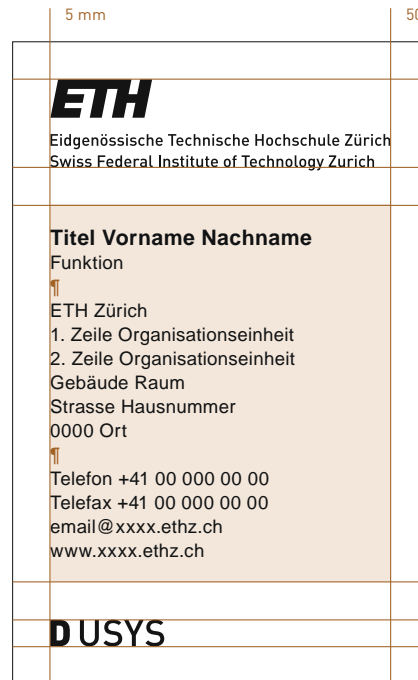 5 mm
50
ETH
Eidgenössische Technische Hochschule Zürich
Swiss Federal Institute of Technology Zurich
Titel Vorname Nachname
Funktion
¶
ETH Zürich
1. Zeile Organisationseinheit
2. Zeile Organisationseinheit
Gebäude Raum
Strasse Hausnummer
0000 Ort
¶
Telefon +41 00 000 00 00
Telefax +41 00 000 00 00
email@xxxx.ethz.ch
www.xxxx.ethz.ch
D USYS